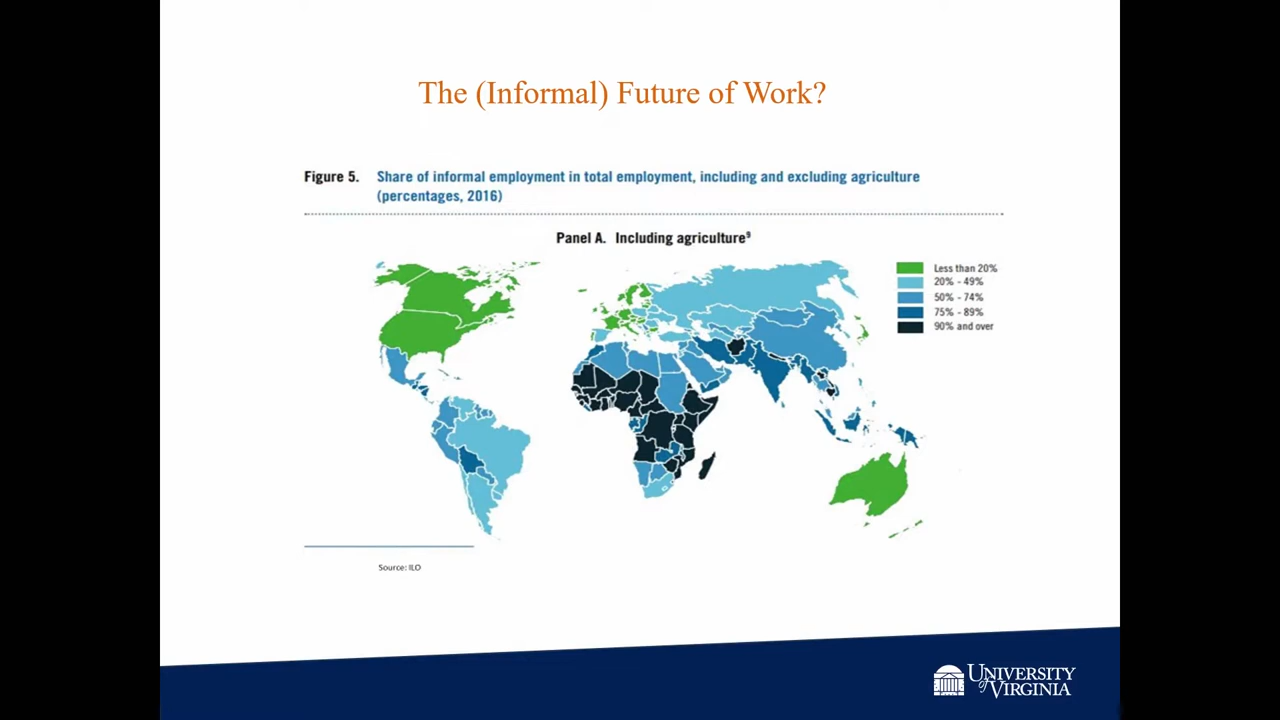 The (Informal) Future of Work?
Figure 5. Share of informal employment in total employment, including and excluding agriculture
(percentages, 2016)
Panel A. Including agriculture⁹
Less than 20%
20% - 49%
50% - 74%
75% - 89%
90% and over
Source: ILO
UNIVERSITY
of VIRGINIA